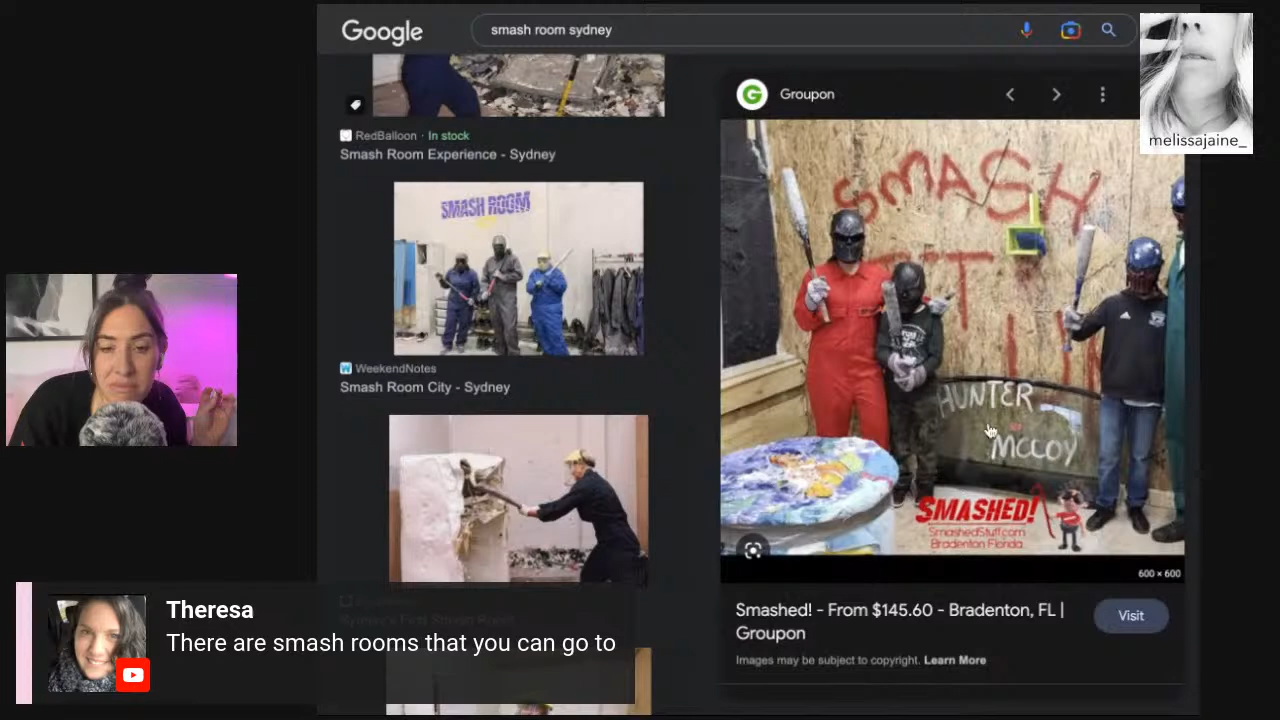 Google
smash room sydney
melissajaine_
RedBalloon · In stock
Smash Room Experience - Sydney
SMASH ROOM
WeekendNotes
Smash Room City - Sydney
Groupon
SMASH
IT
HUNTER
MCCOY
SMASHED!
SmashedStuff.com
Bradenton Florida
600 × 600
Smashed! - From $145.60 - Bradenton, FL |
Groupon
Visit
Images may be subject to copyright. Learn More
Theresa
There are smash rooms that you can go to